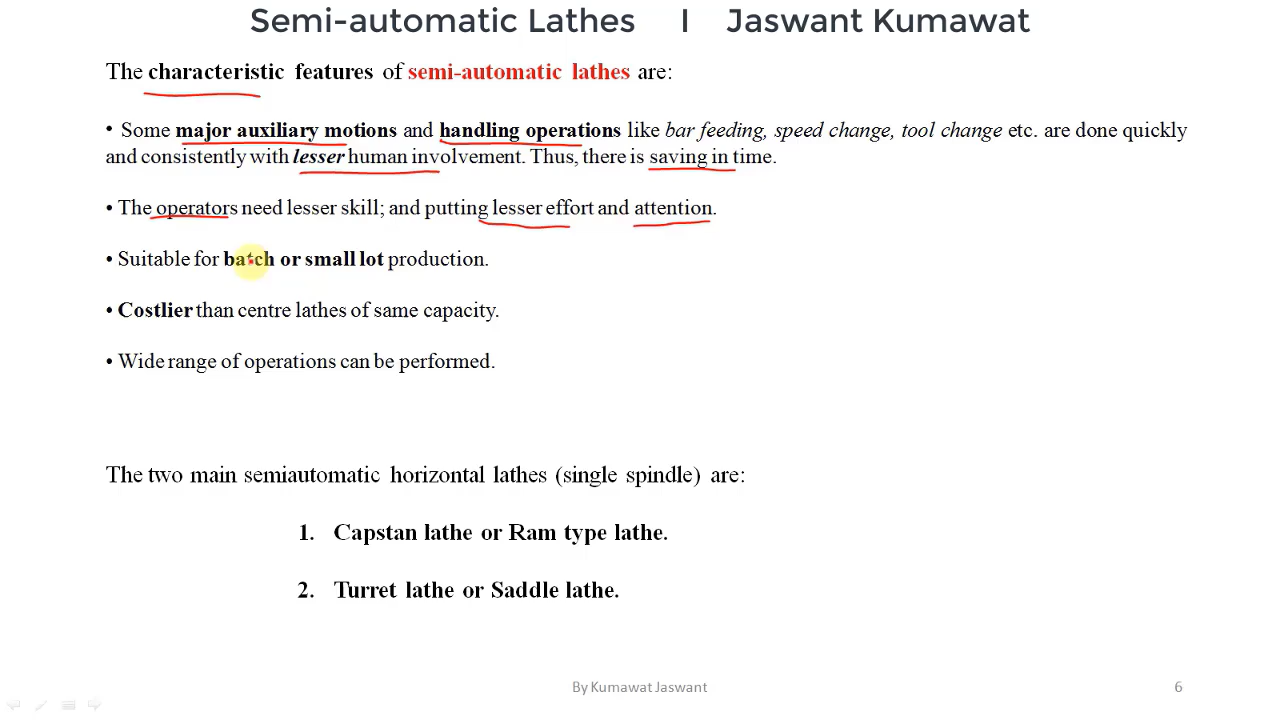 Semi-automatic Lathes I Jaswant Kumawat
The characteristic features of semi-automatic lathes are:
• Some major auxiliary motions and handling operations like bar feeding, speed change, tool change etc. are done quickly
and consistently with lesser human involvement. Thus, there is saving in time.
• The operators need lesser skill; and putting lesser effort and attention.
• Suitable for batch or small lot production.
• Costlier than centre lathes of same capacity.
• Wide range of operations can be performed.
The two main semiautomatic horizontal lathes (single spindle) are:
1. Capstan lathe or Ram type lathe.
2. Turret lathe or Saddle lathe.
By Kumawat Jaswant
6